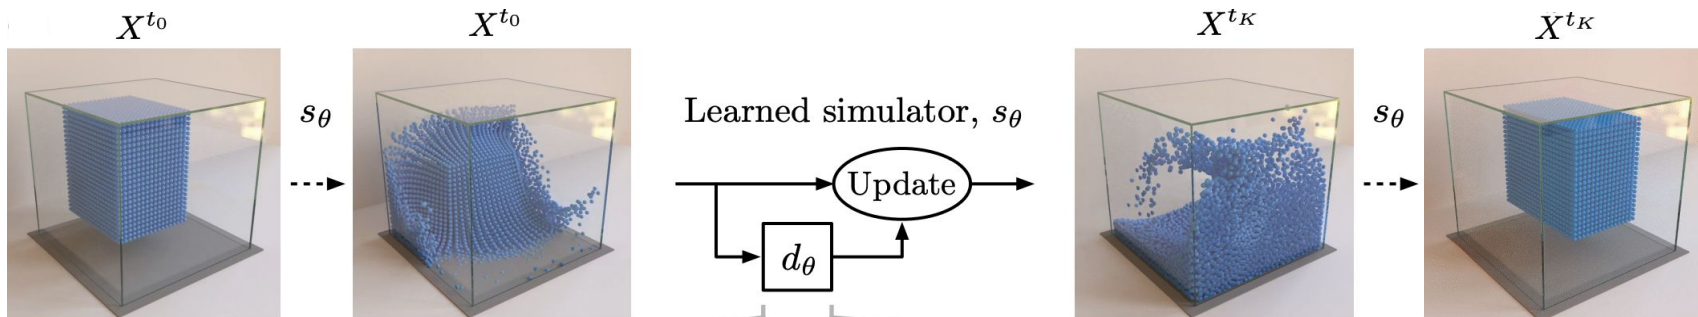 X^{t_0}
s_θ
X^{t_0}
Learned simulator, s_θ
Update
d_θ
X^{t_K}
s_θ
X^{t_K}